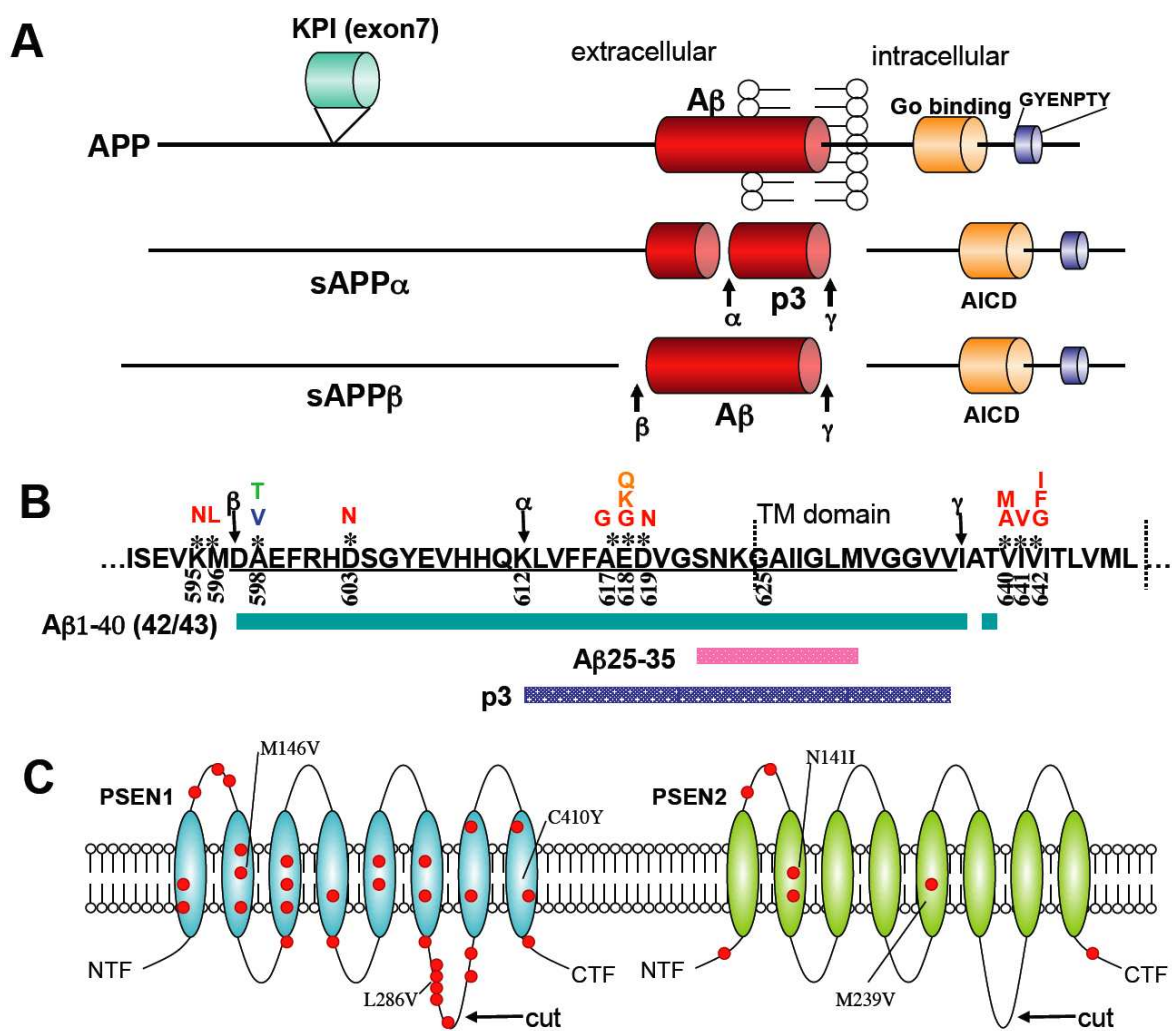 A
KPI (exon7)
extracellular
intracellular
Aβ
Go binding
GYENPTY
APP
sAPPα
p3
α
γ
AICD
sAPPβ
Aβ
β
γ
AICD
B
NL
β
T
V
N
α
Q
K
G G N
TM domain
γ
I
M F
A V G
* * * * * * * * * *
...ISEVKMDAEFRHDSGYEVHHQKLVFFAEDVGSNKGAIIGLMVGGVVIATVIVITLVML...
595 596 598 603 612 617 618 619 625 640 641 642
Aβ1-40 (42/43)
Aβ25-35
p3
C
M146V
N141I
PSEN1
PSEN2
C410Y
NTF
L286V
CTF
cut
NTF
M239V
CTF
cut